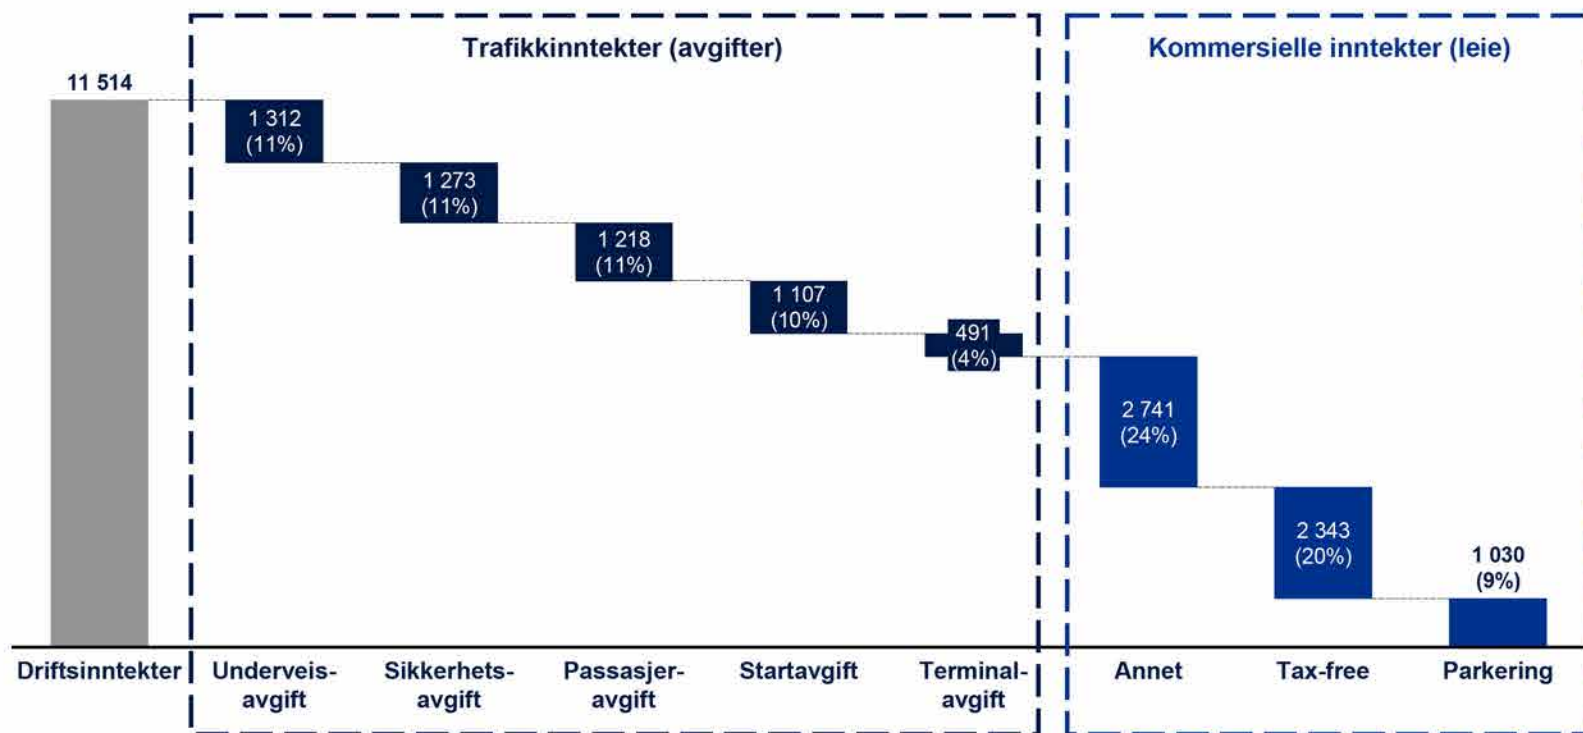 Trafikkinntekter (avgifter)
Kommersielle inntekter (leie)
11 514
1 312
(11%)
1 273
(11%)
1 218
(11%)
1 107
(10%)
491
(4%)
2 741
(24%)
2 343
(20%)
1 030
(9%)
Driftsinntekter
Underveis-
avgift
Sikkerhets-
avgift
Passasjer-
avgift
Startavgift
Terminal-
avgift
Annet
Tax-free
Parkering